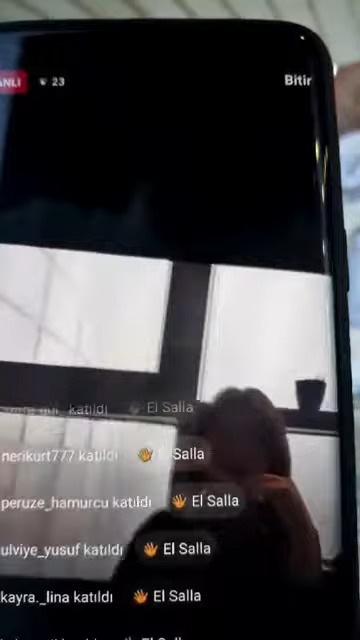 ANLI 23 Bitir
katıldı El Salla
nerikurt777 katıldı El Salla
peruze_hamurcu katıldı El Salla
ulviye_yusuf katıldı El Salla
kayra._lina katıldı El Salla